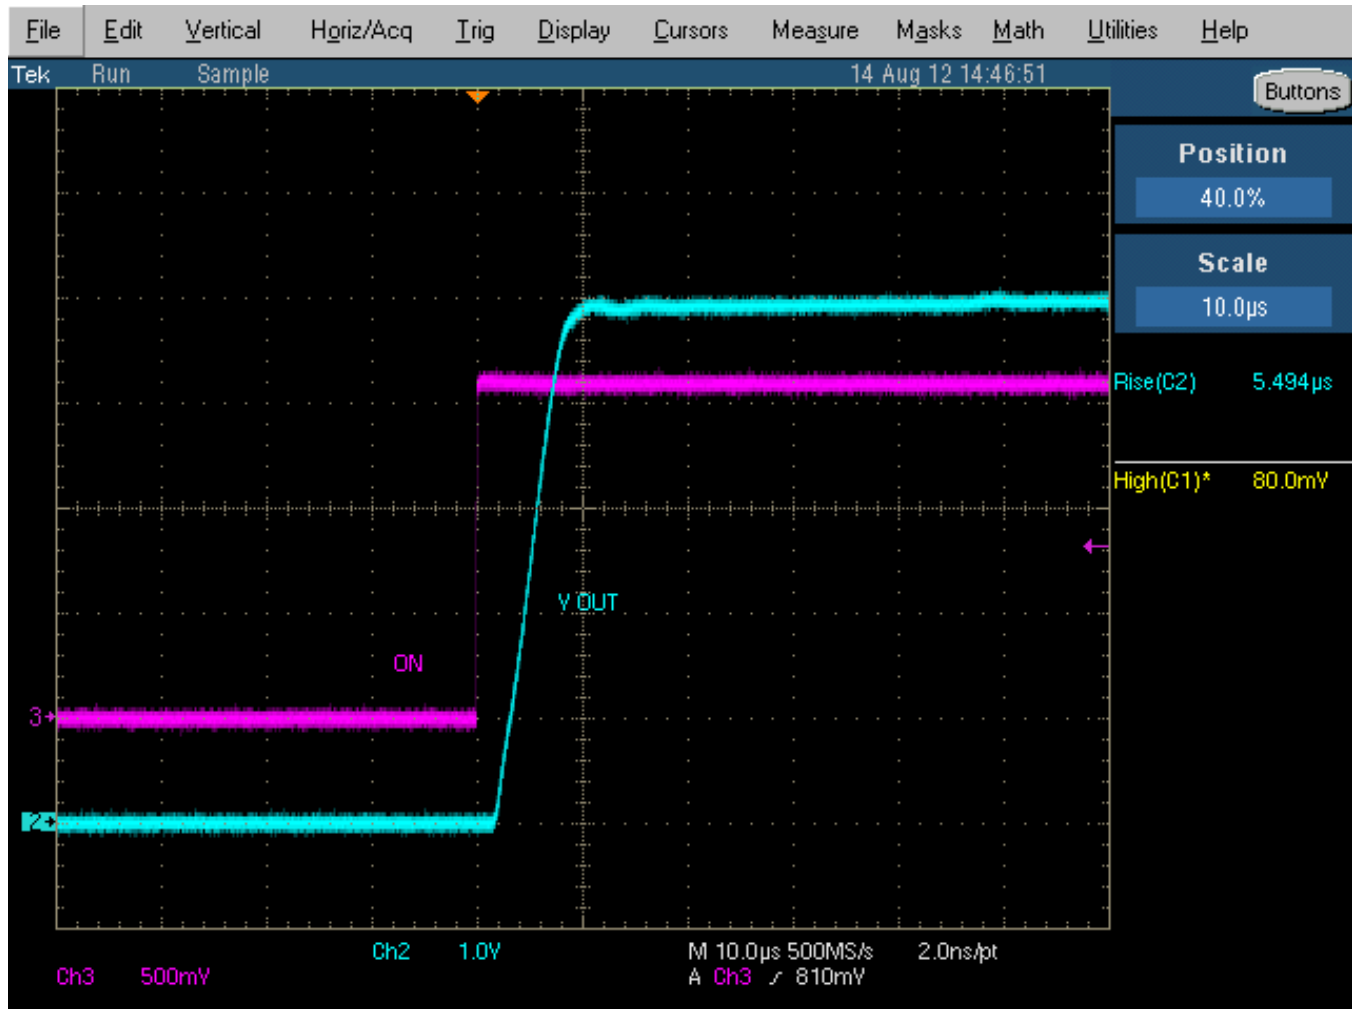 File Edit Vertical Horiz/Acq Trig Display Cursors Measure Masks Math Utilities Help
Tek Run Sample 14 Aug 12 14:46:51
Buttons
Position
40.0%
Scale
10.0µs
Rise(C2) 5.494µs
High(C1)* 80.0mV
V OUT
ON
3
2
Ch2 1.0V M 10.0µs 500MS/s 2.0ns/pt
Ch3 500mV A Ch3 810mV